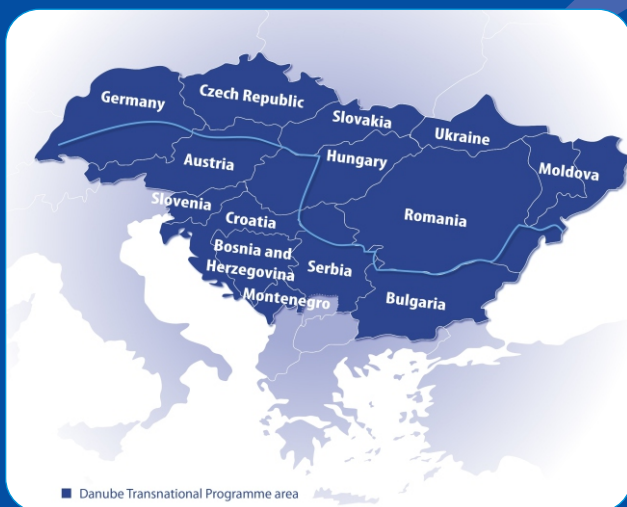 Germany
Czech Republic
Slovakia
Ukraine
Austria
Hungary
Moldova
Slovenia
Croatia
Romania
Bosnia and
Herzegovina
Serbia
Montenegro
Bulgaria
Danube Transnational Programme area